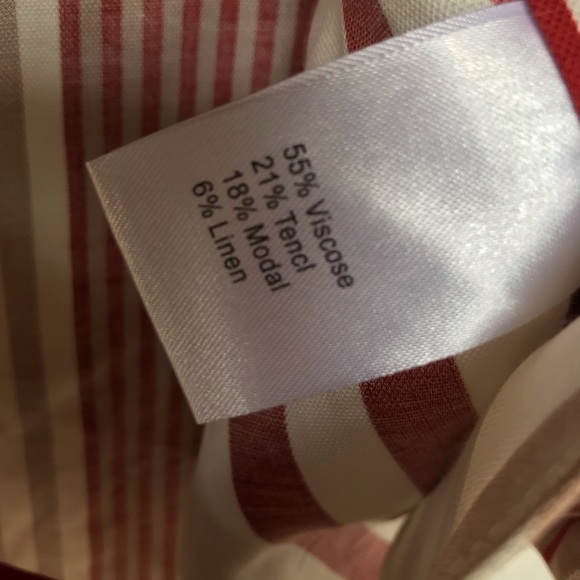 55% Viscose
21% Tencl
18% Modal
6% Linen